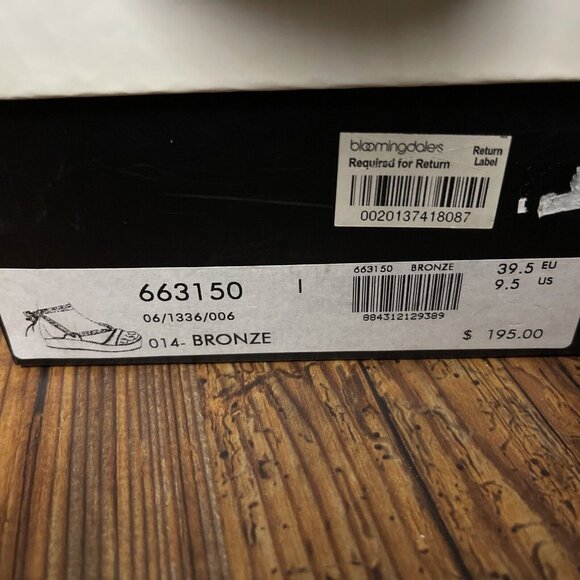 bloomingdales Return
Required for Return Label
0020137418087
663150 I
06/1336/006
014- BRONZE
663150 BRONZE
884312129389
39.5 EU
9.5 US
$ 195.00